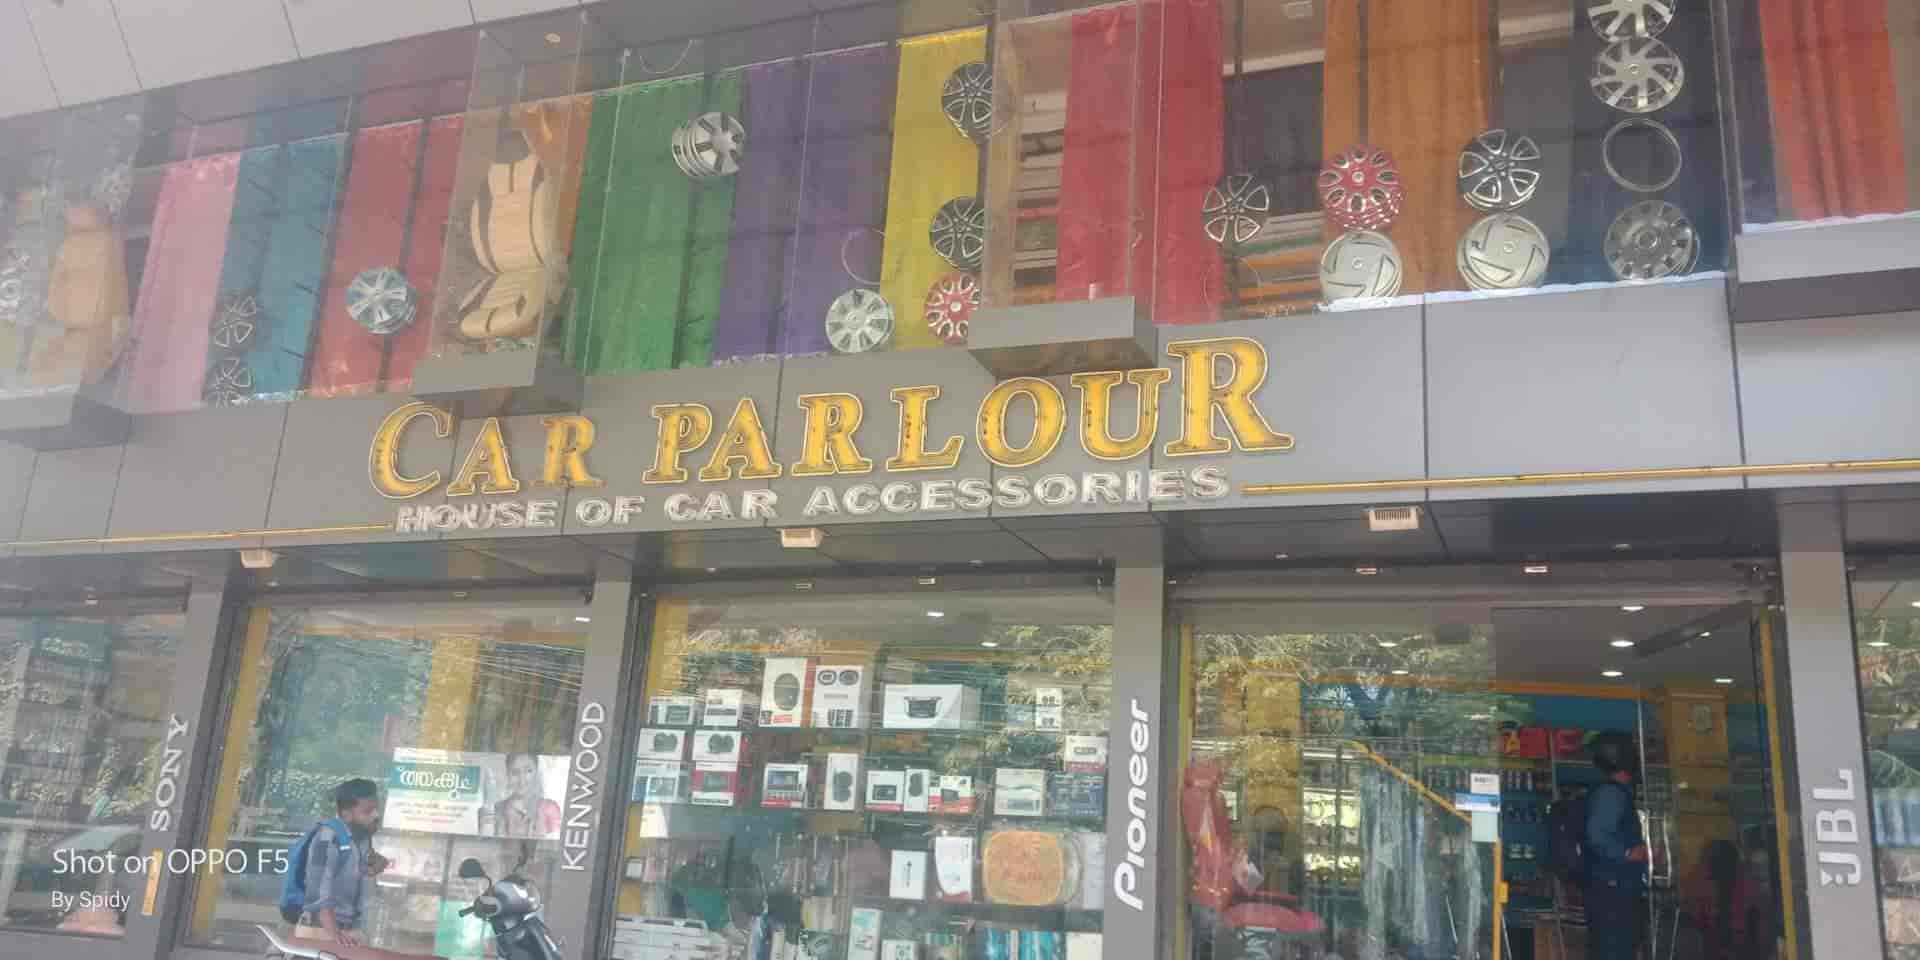 CAR PARLOUR
HOUSE OF CAR ACCESSORIES
SONY
KENWOOD
Pioneer
JBL
Shot on OPPO F5
By Spidy